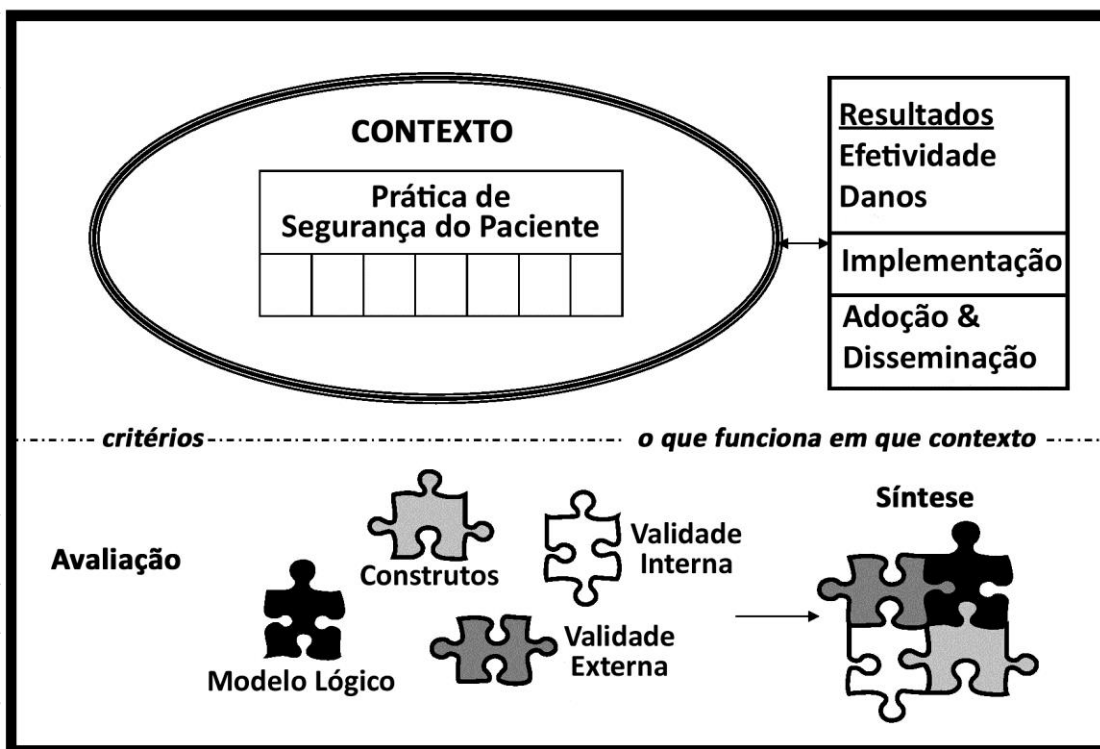 CONTEXTO
Prática de
Segurança do Paciente
Resultados
Efetividade
Danos
Implementação
Adoção &
Disseminação
critérios
o que funciona em que contexto
Avaliação
Construtos
Modelo Lógico
Validade
Interna
Validade
Externa
Síntese